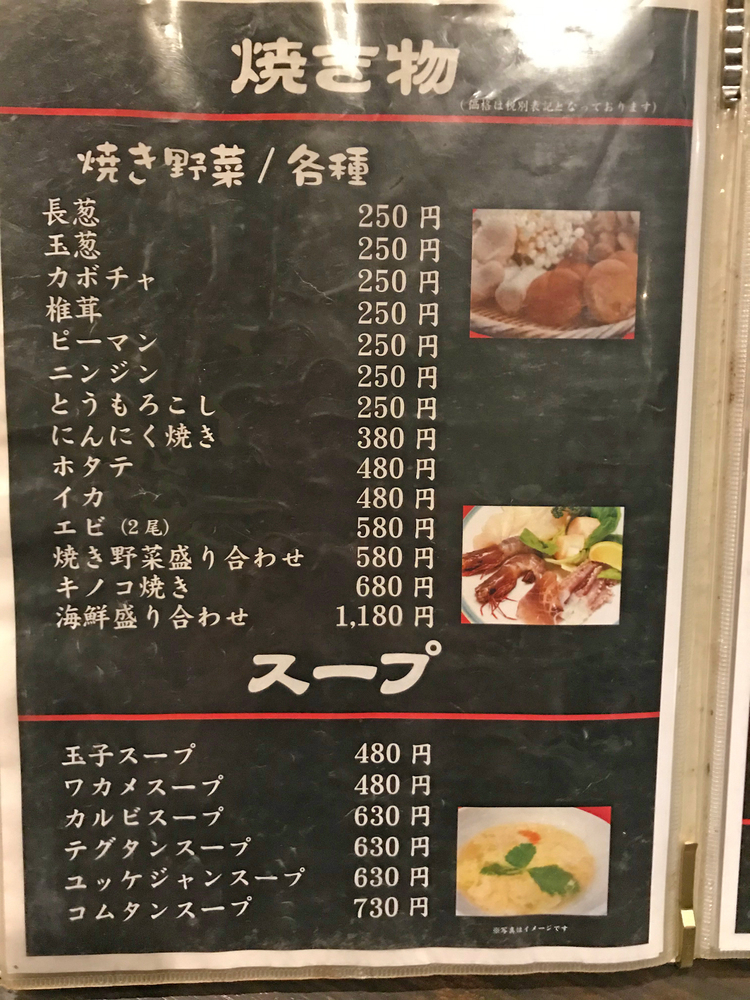 焼き物
(価格は税別表記となっております)
焼き野菜/各種
長葱 250円
玉葱 250円
カボチャ 250円
椎茸 250円
ピーマン 250円
ニンジン 250円
とうもろこし 250円
にんにく焼き 380円
ホタテ 480円
イカ 480円
エビ(2尾) 580円
焼き野菜盛り合わせ 580円
キノコ焼き 680円
海鮮盛り合わせ 1,180円
スープ
玉子スープ 480円
ワカメスープ 480円
カルビスープ 630円
テグタンスープ 630円
ユッケジャンスープ 630円
コムタンスープ 730円
※写真はイメージです